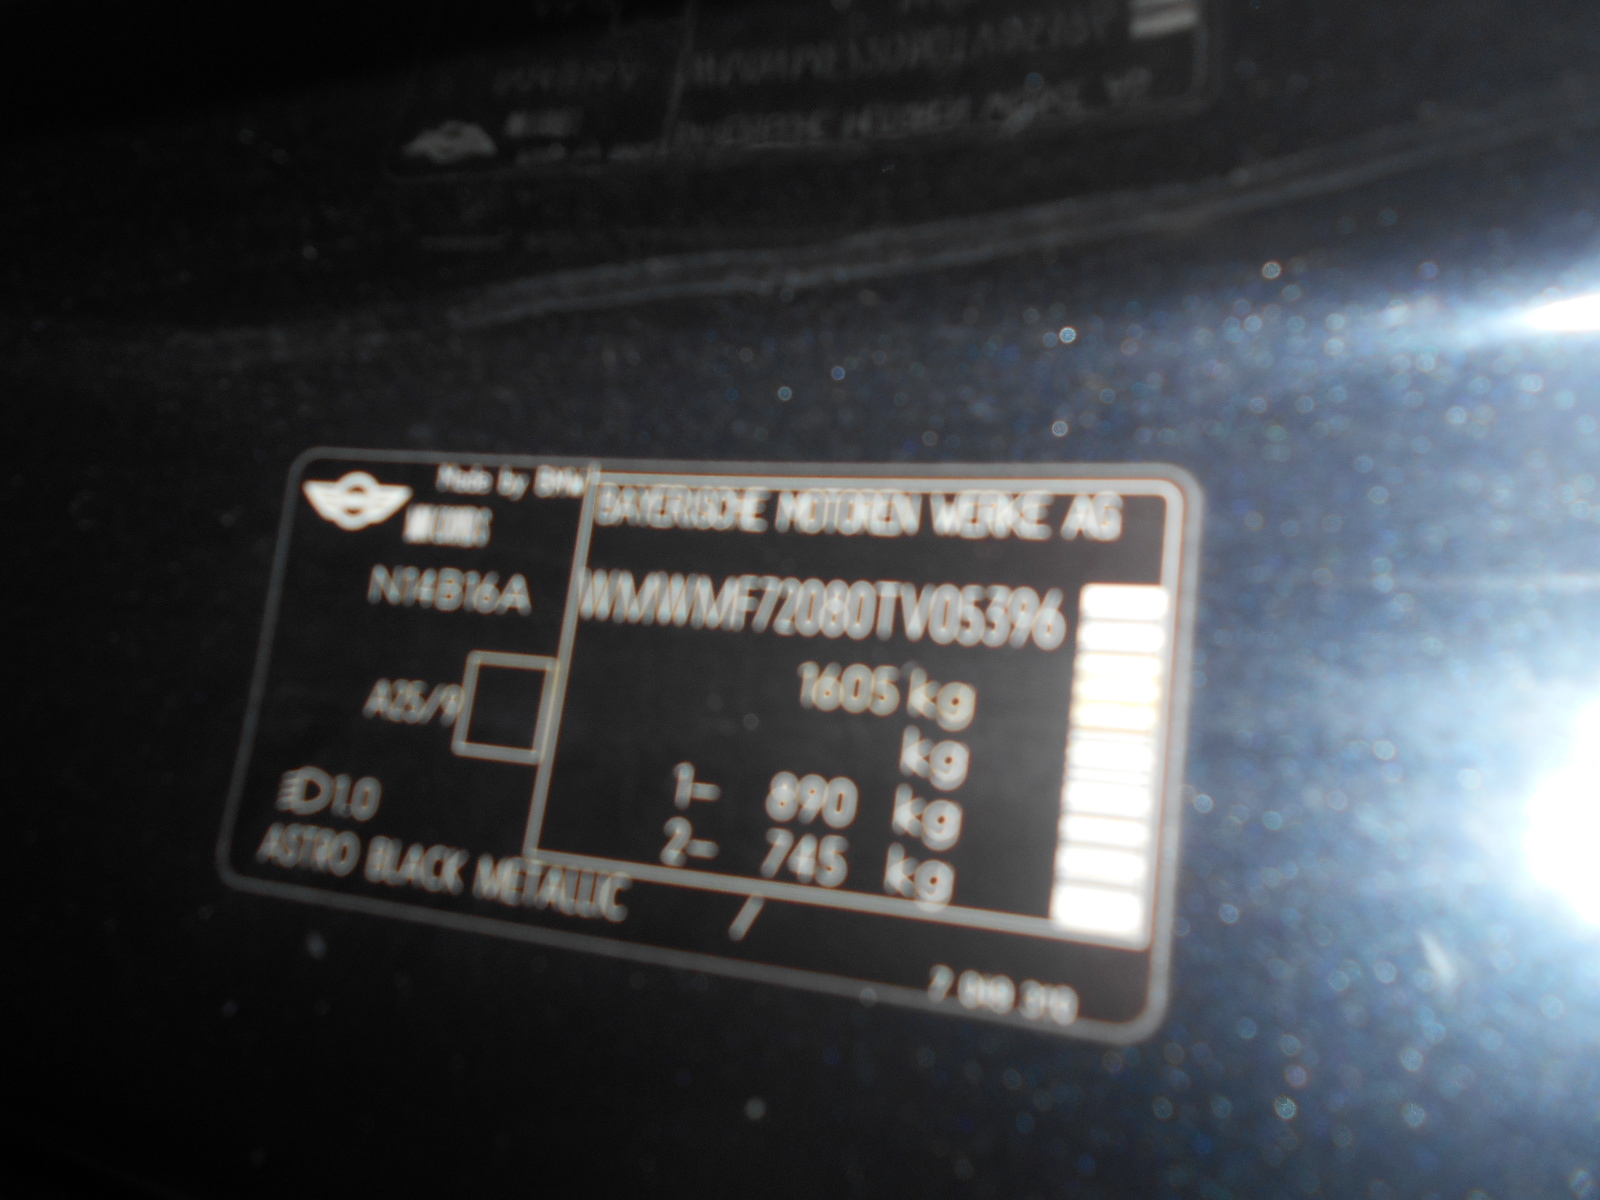 Made by BMW
BAYERISCHE MOTOREN WERKE AG
N14B16A
WMWMF72080TV05396
1605 kg
A25/9
kg
1- 890 kg
2- 745 kg
1.0
ASTRO BLACK METALLIC
/